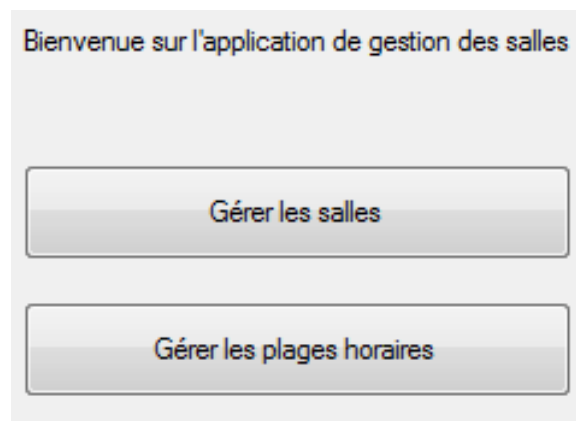 Bienvenue sur l'application de gestion des salles
Gérer les salles
Gérer les plages horaires